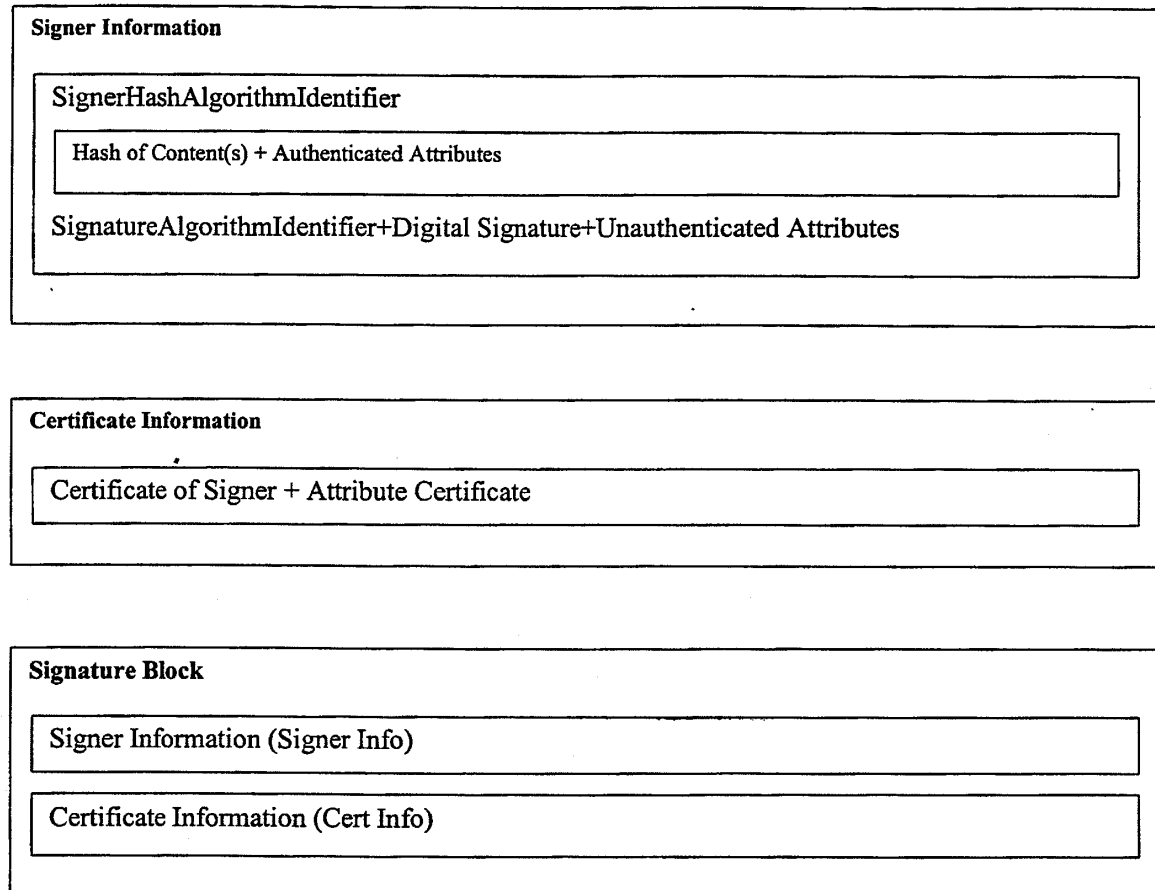 Signer Information
SignerHashAlgorithmIdentifier
Hash of Content(s) + Authenticated Attributes
SignatureAlgorithmIdentifier+Digital Signature+Unauthenticated Attributes
Certificate Information
Certificate of Signer + Attribute Certificate
Signature Block
Signer Information (Signer Info)
Certificate Information (Cert Info)